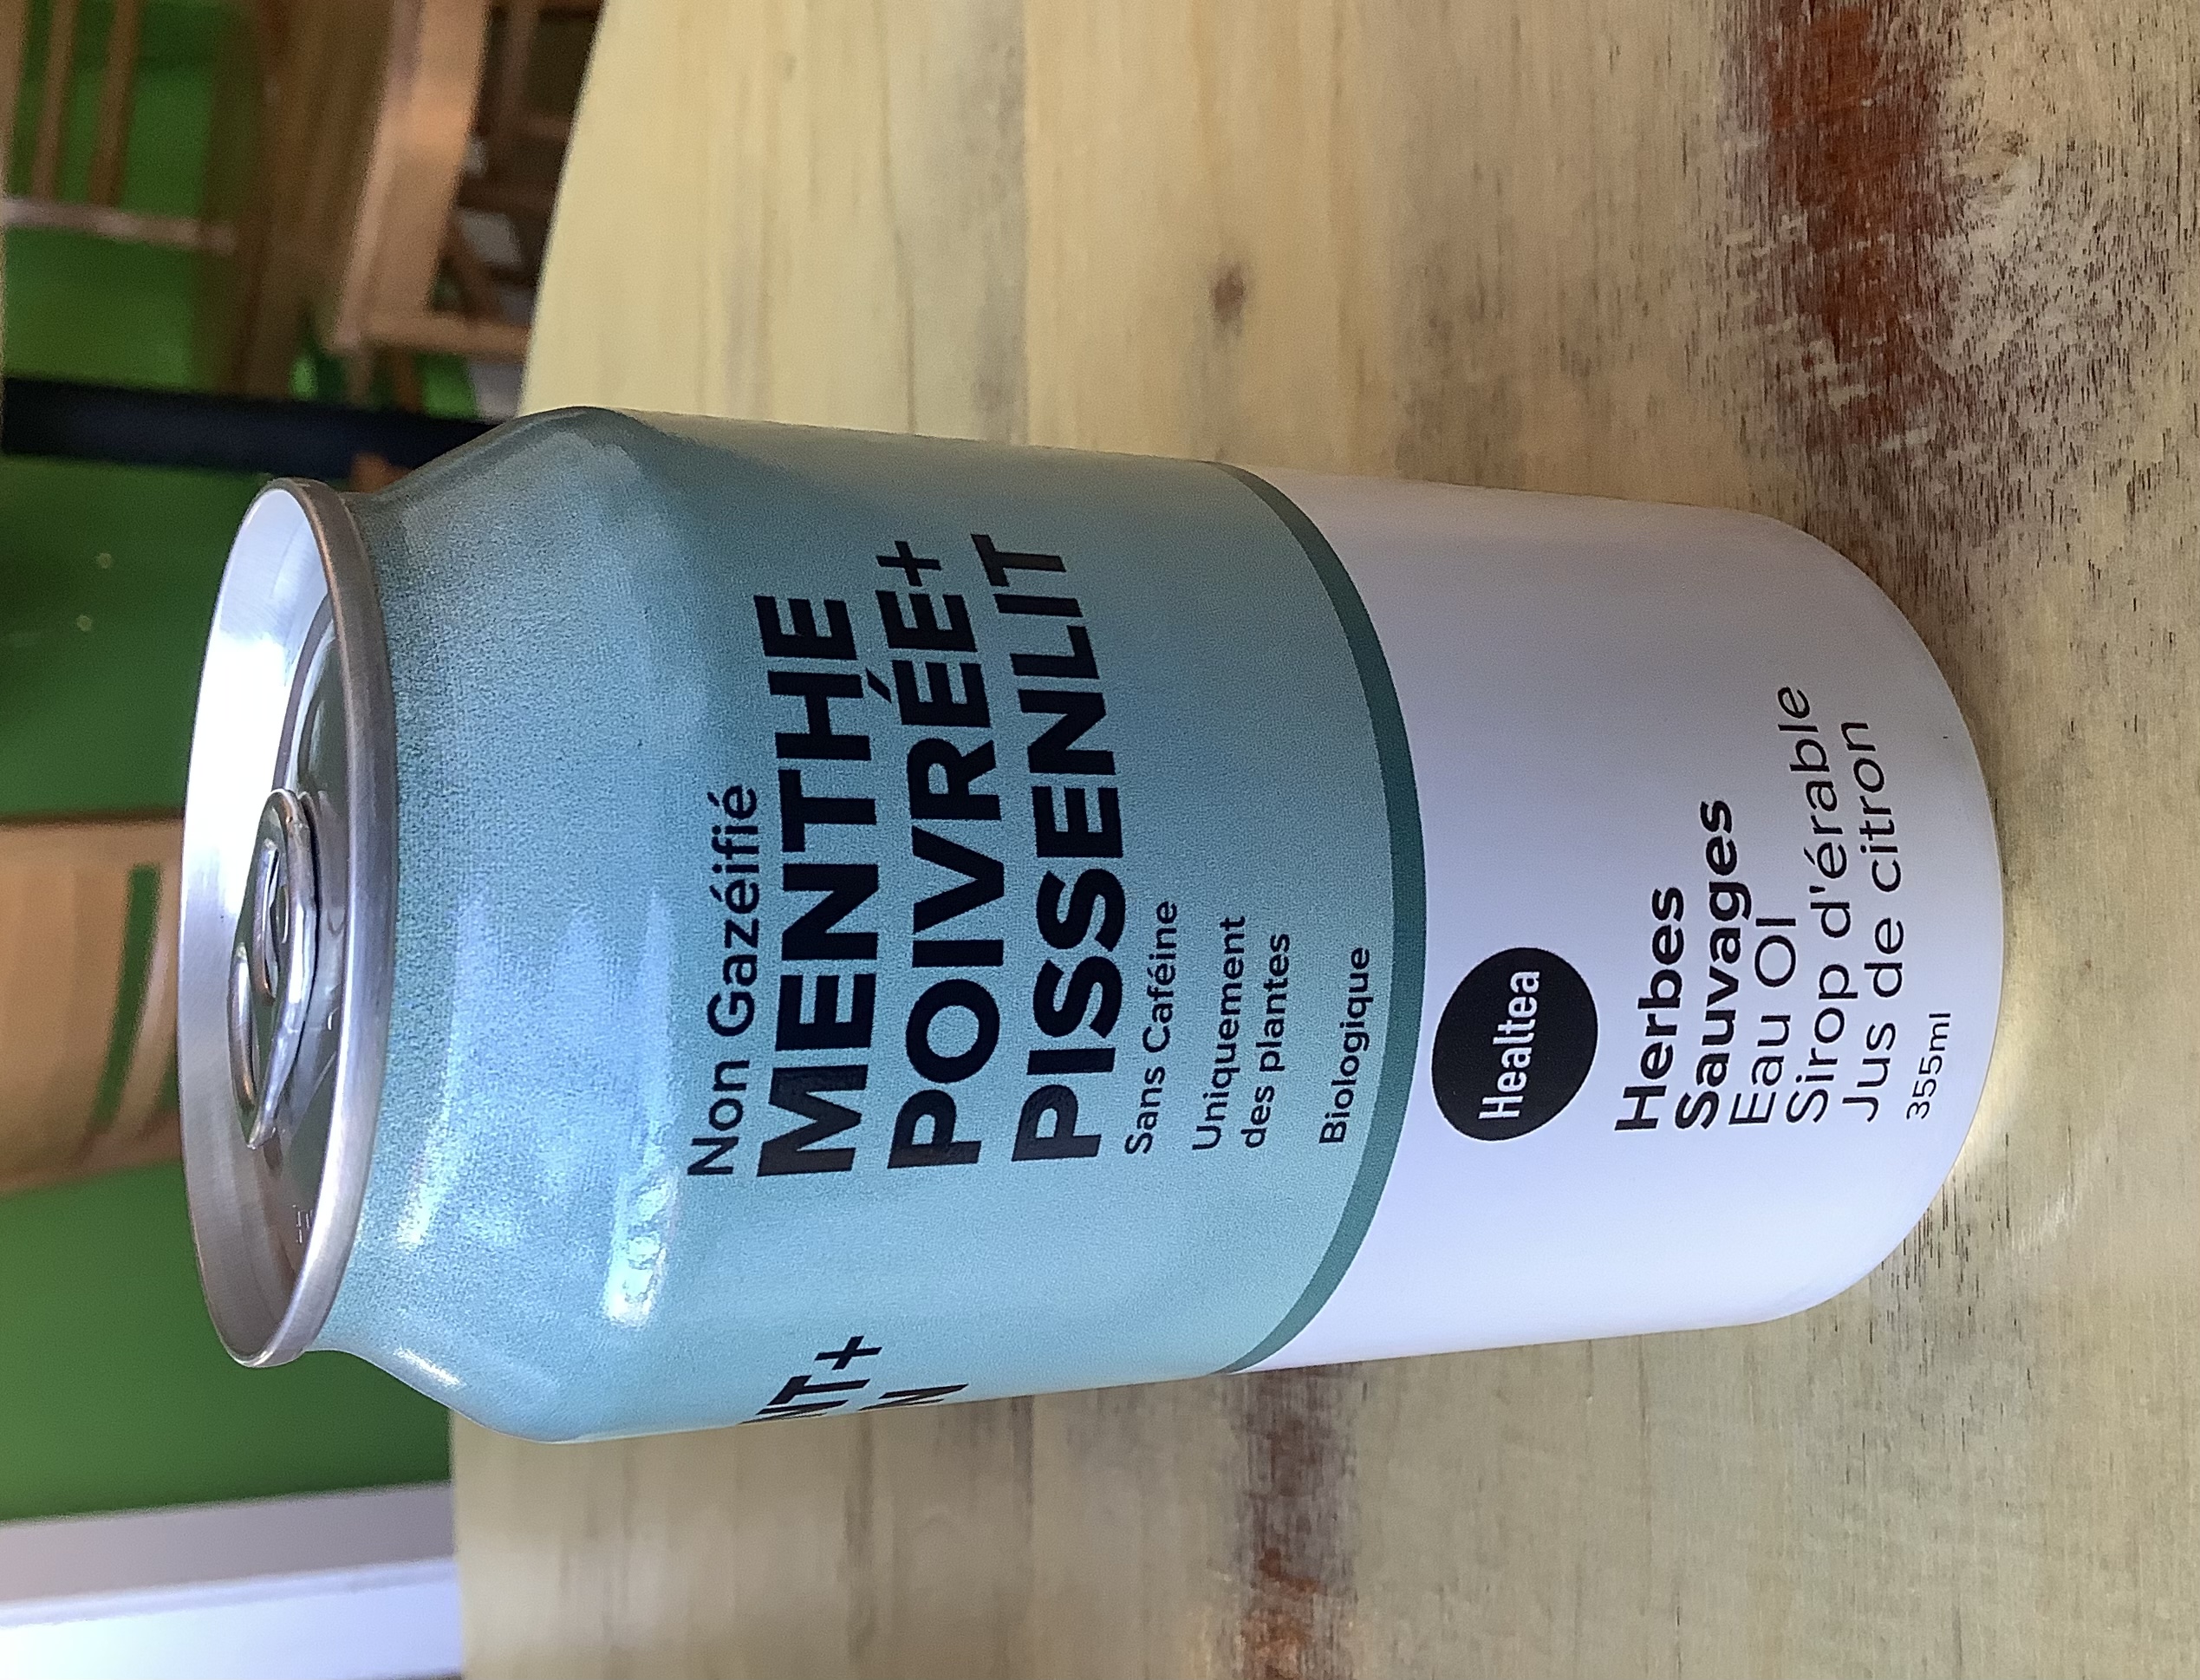 Non Gazéifié
MENTHE
POIVRÉE+
PISSENLIT
Sans Caféine
Uniquement
des plantes
Biologique
Healtea
Herbes
Sauvages
Eau OI
Sirop d'érable
Jus de citron
355ml